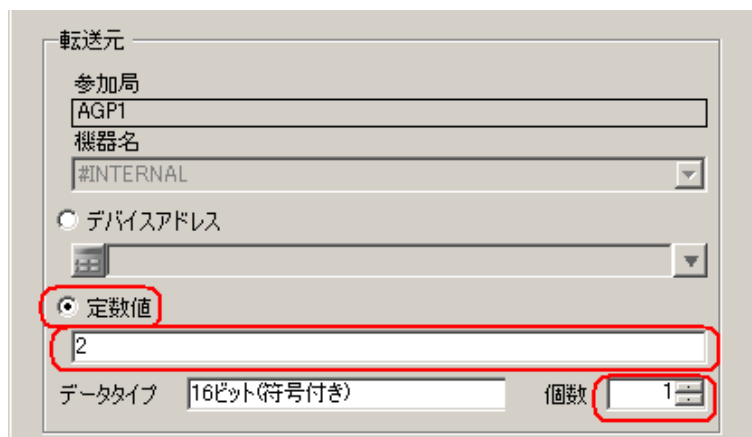 転送元
参加局
AGP1
機器名
#INTERNAL
デバイスアドレス
定数値
2
データタイプ 16ビット(符号付き) 個数 1